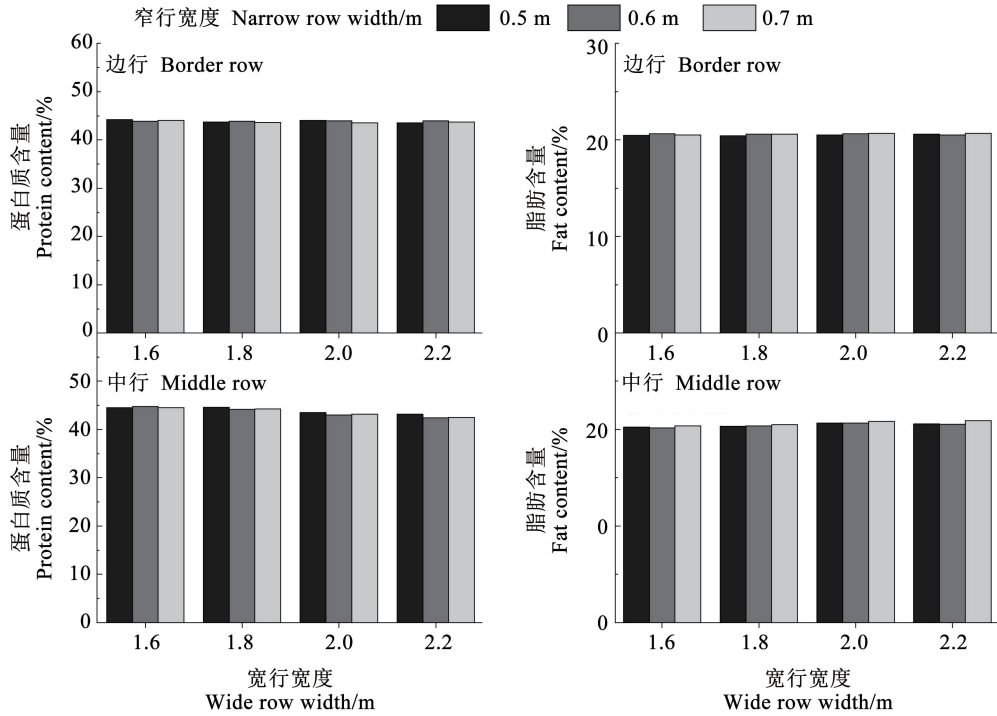 窄行宽度 Narrow row width/m 0.5 m 0.6 m 0.7 m
边行 Border row
蛋白质含量
Protein content/%
60
50
40
30
20
10
0
1.6 1.8 2.0 2.2
边行 Border row
脂肪含量
Fat content/%
30
20
10
0
1.6 1.8 2.0 2.2
中行 Middle row
蛋白质含量
Protein content/%
50
40
30
20
10
0
1.6 1.8 2.0 2.2
宽行宽度
Wide row width/m
中行 Middle row
脂肪含量
Fat content/%
20
0
0
1.6 1.8 2.0 2.2
宽行宽度
Wide row width/m